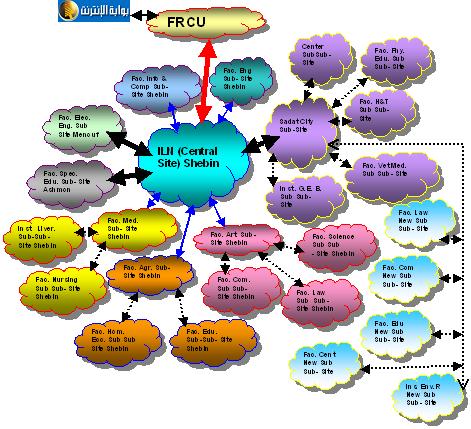 بوابة الإنترنت
FRCU
Center
SubSub-
Site
Fac. Phy.
Edu. Sub
Sub- Site
Fac. Info &
Comp Sub-
Site Shebin
Fac. Eng
Sub- Site
Shebin
Fac. H&T
Sub Sub-
Site
Fac. Elec.
Eng. Sub
Site Menouf
SadatCity
Sub-Site
ILN (Central
Site) Shebin
Fac. VetMed.
Sub Sub- Site
Fac. Spec.
Edu. Sub-Site
Ashmon
Inst. G.E. B.
Sub Sub-
Site
Fac. Law
New Sub
Sub- Site
Inst. Liver.
Sub-Sub-
Site Shebin
Fac. Med.
Sub- Site
Shebin
Fac. Art Sub-
Site Shebin
Fac. Science
Sub Sub
- Site Shebin
Fac. Com
New Sub
Sub- Site
Fac. Nursing
Sub Sub- Site
Shebin
Fac. Agr. Sub-
Site Shebin
Fac. Com.
Sub Sub-
Site Shebin
Fac. Law
Sub Sub- Site
Shebin
Fac. Edu
New Sub
Sub- Site
Fac. Hom.
Eco. Sub Sub
Site Shebin
Fac. Edu.
Sub-Sub- Site
Shebin
Fac. Cent
New Sub
Sub- Site
Ins Env.R
New Sub
Sub- Site